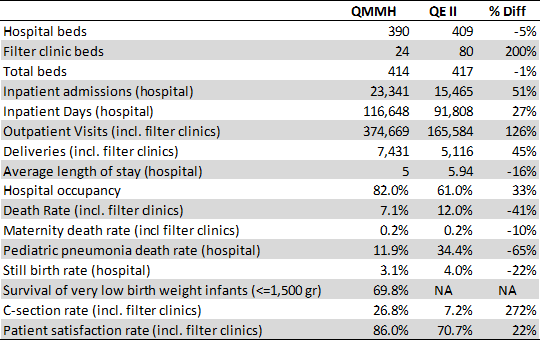 QMMH QE II % Diff
Hospital beds 390 409 -5%
Filter clinic beds 24 80 200%
Total beds 414 417 -1%
Inpatient admissions (hospital) 23,341 15,465 51%
Inpatient Days (hospital) 116,648 91,808 27%
Outpatient Visits (incl. filter clinics) 374,669 165,584 126%
Deliveries (incl. filter clinics) 7,431 5,116 45%
Average length of stay (hospital) 5 5.94 -16%
Hospital occupancy 82.0% 61.0% 33%
Death Rate (incl. filter clinics) 7.1% 12.0% -41%
Maternity death rate (incl filter clinics) 0.2% 0.2% -10%
Pediatric pneumonia death rate (hospital) 11.9% 34.4% -65%
Still birth rate (hospital) 3.1% 4.0% -22%
Survival of very low birth weight infants (<=1,500 gr) 69.8% NA NA
C-section rate (incl. filter clinics) 26.8% 7.2% 272%
Patient satisfaction rate (incl. filter clinics) 86.0% 70.7% 22%